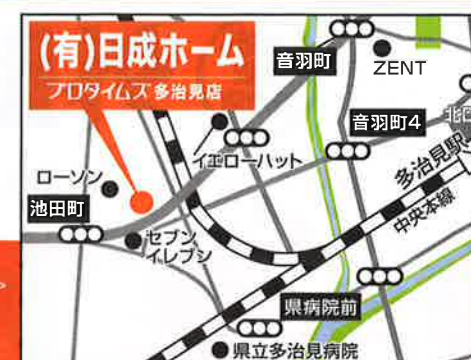 (有)日成ホーム
プロタイムズ 多治見店
音羽町
ZENT
音羽町4
北口
イエローハット
多治見駅
ローソン
池田町
中央本線
セブン
イレブン
県病院前
県立多治見病院